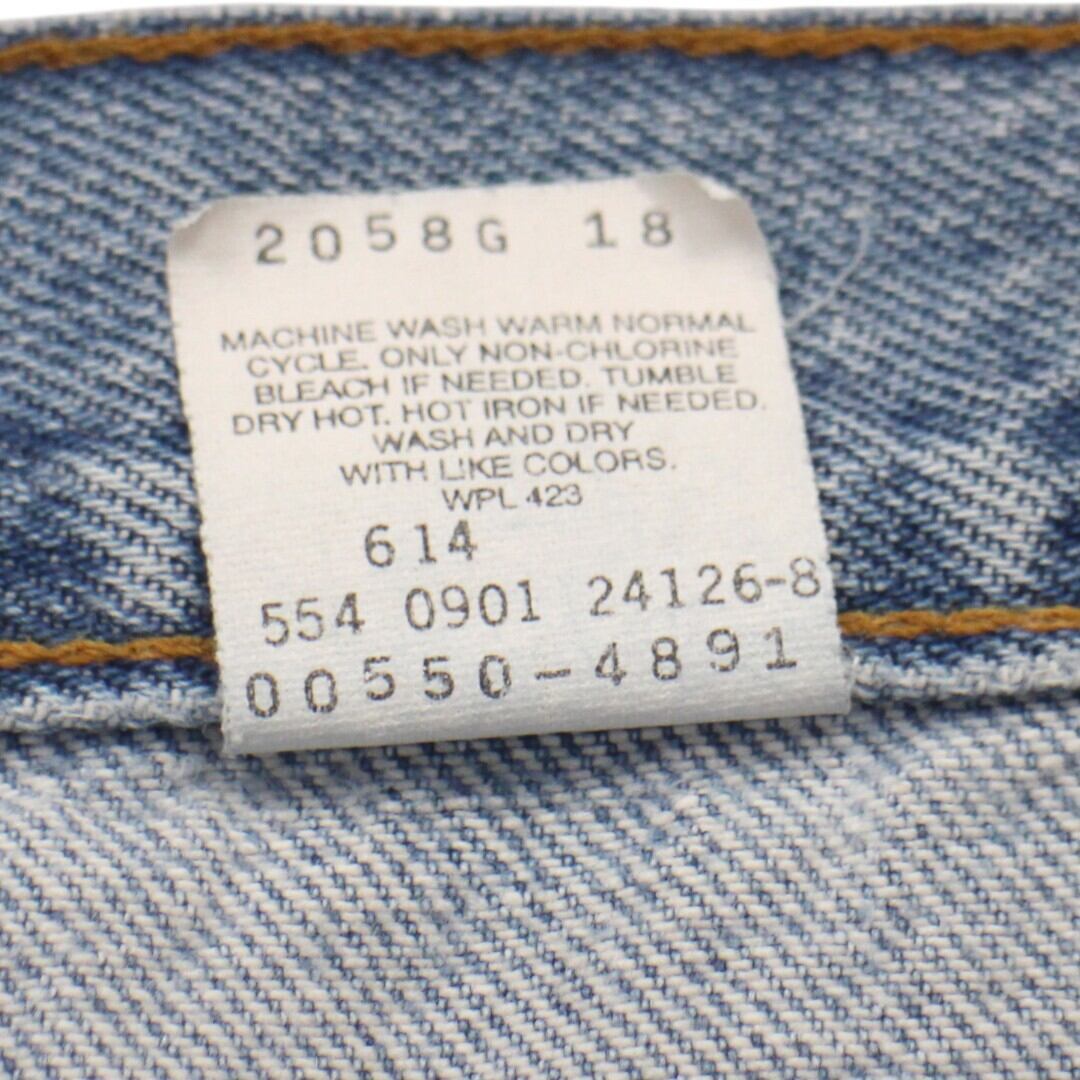 2058G 18
MACHINE WASH WARM NORMAL
CYCLE. ONLY NON-CHLORINE
BLEACH IF NEEDED. TUMBLE
DRY HOT. HOT IRON IF NEEDED.
WASH AND DRY
WITH LIKE COLORS.
WPL 423
614
554 0901 24126-8
00550-4891